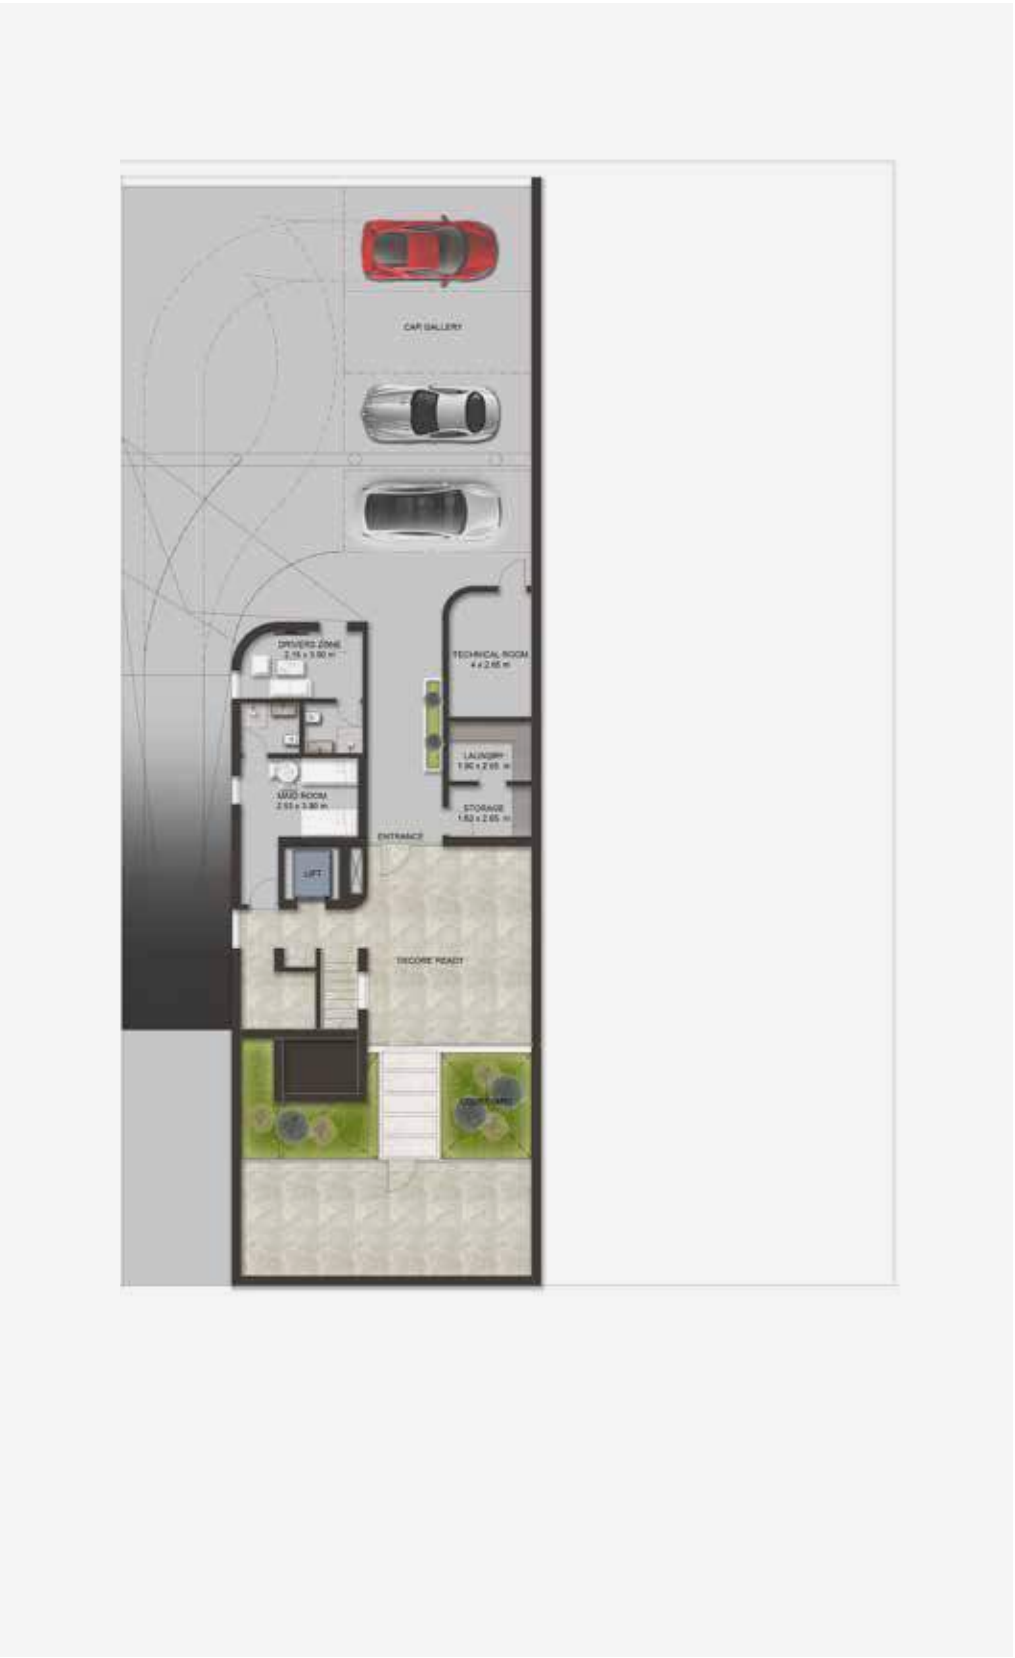 CAR GALLERY
DRIVERS ZONE
TECHNICAL ROOM
4 x 2.65 m
LAUNDRY
MAID ROOM
STORAGE
ENTRANCE
LIFT
DECORE READY